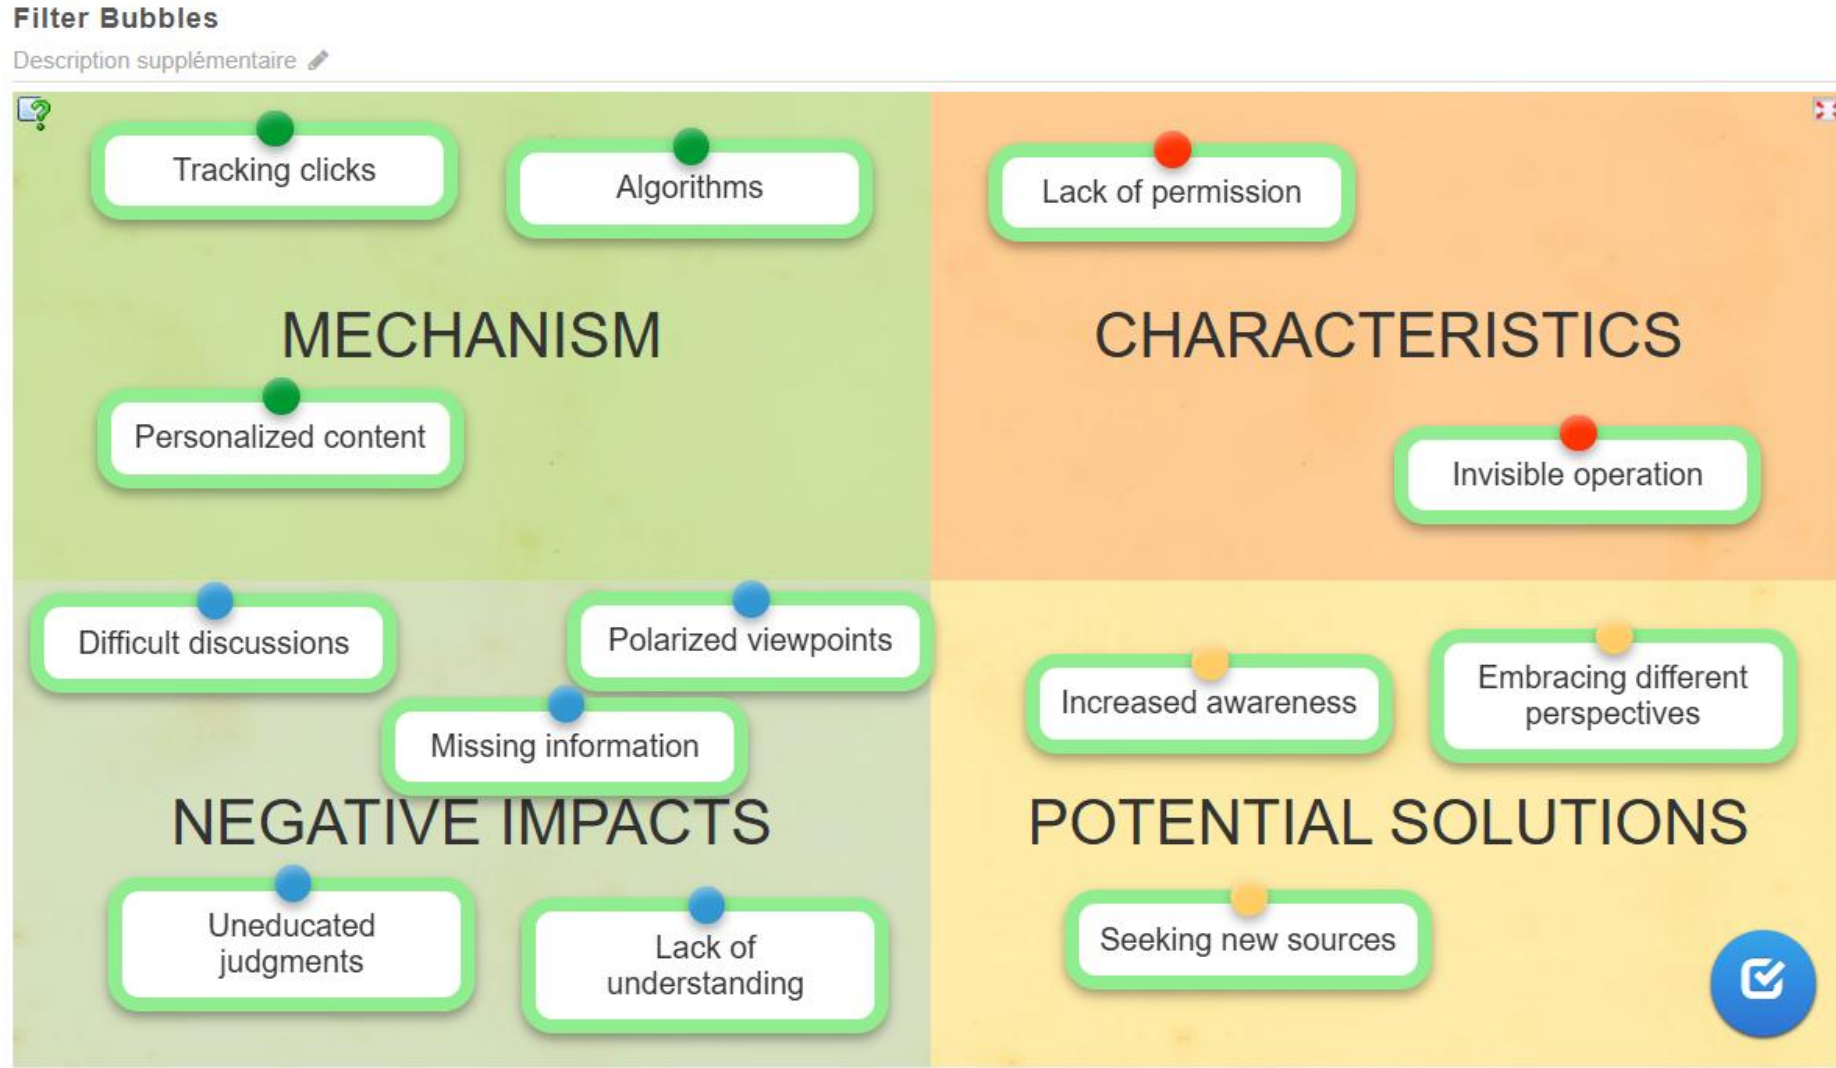 Filter Bubbles
Description supplémentaire
Tracking clicks
Algorithms
MECHANISM
Personalized content
Lack of permission
CHARACTERISTICS
Invisible operation
Difficult discussions
Polarized viewpoints
Missing information
NEGATIVE IMPACTS
Uneducated
judgments
Lack of
understanding
Increased awareness
Embracing different
perspectives
POTENTIAL SOLUTIONS
Seeking new sources